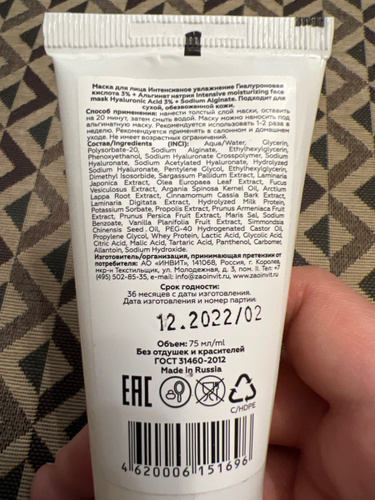 Маска для лица Интенсивное увлажнение Гиалуроновая
кислота 3% + Альгинат натрия Intensive moisturizing face
mask Hyaluronic Acid 3% + Sodium Alginate. Подходит для
сухой, обезвоженной кожи.
Способ применения: нанести толстый слой маски, оставить
на 20 минут, затем смыть водой. Маску можно наносить под
альгинатную маску. Рекомендуется использовать 1-2 раза в
неделю. Рекомендуется применять в салонном и домашнем
уходе. Не имеет возрастных ограничений.
Состав/Ingredients (INCI): Aqua/Water, Glycerin,
Polysorbate-20, Sodium Alginate, Ethylhexylglycerin,
Phenoxyethanol, Sodium Hyaluronate Crosspolymer, Sodium
Hyaluronate, Sodium Acetylated Hyaluronate, Hydrolyzed
Sodium Hyaluronate, Pentylene Glycol, Ethylhexylglycerin,
Dimethyl Isosorbide, Sargassum Pallidum Extract, Laminaria
Japonica Extract, Olea Europaea Leaf Extract, Fucus
Vesiculosus Extract, Argania Spinosa Kernel Oil, Arctium
Lappa Root Extract, Cinnamomum Cassia Bark Extract,
Laminaria Digitata Extract, Hydrolyzed Milk Protein,
Potassium Sorbate, Propolis Extract, Prunus Armeniaca Fruit
Extract, Prunus Persica Fruit Extract, Maris Sal, Sodium
Benzoate, Vanilla Planifolia Fruit Extract, Simmondsia
Chinensis Seed Oil, PEG-40 Hydrogenated Castor Oil,
Propylene Glycol, Whey Protein, Lactic Acid, Glycolic Acid,
Citric Acid, Malic Acid, Tartaric Acid, Panthenol, Carbomer,
Allantoin, Sodium Hydroxide.
Изготовитель/организация, принимающая претензии от
потребителя: АО «ИНВИТ», 141068, Россия, г. Королев,
мкр-н Текстильщик, ул. Молодежная, д. 3, пом. II. Тел.: +7
(495) 502-85-35, e-mail: info@zaoinvit.ru, www.zaoinvit.ru
Срок годности:
36 месяцев с даты изготовления.
Дата изготовления и номер партии:
12.2022/02
Объем: 75 мл/ml
Без отдушек и красителей
ГОСТ 31460-2012
Made in Russia
EAC
C/HDPE
4 620006 151696